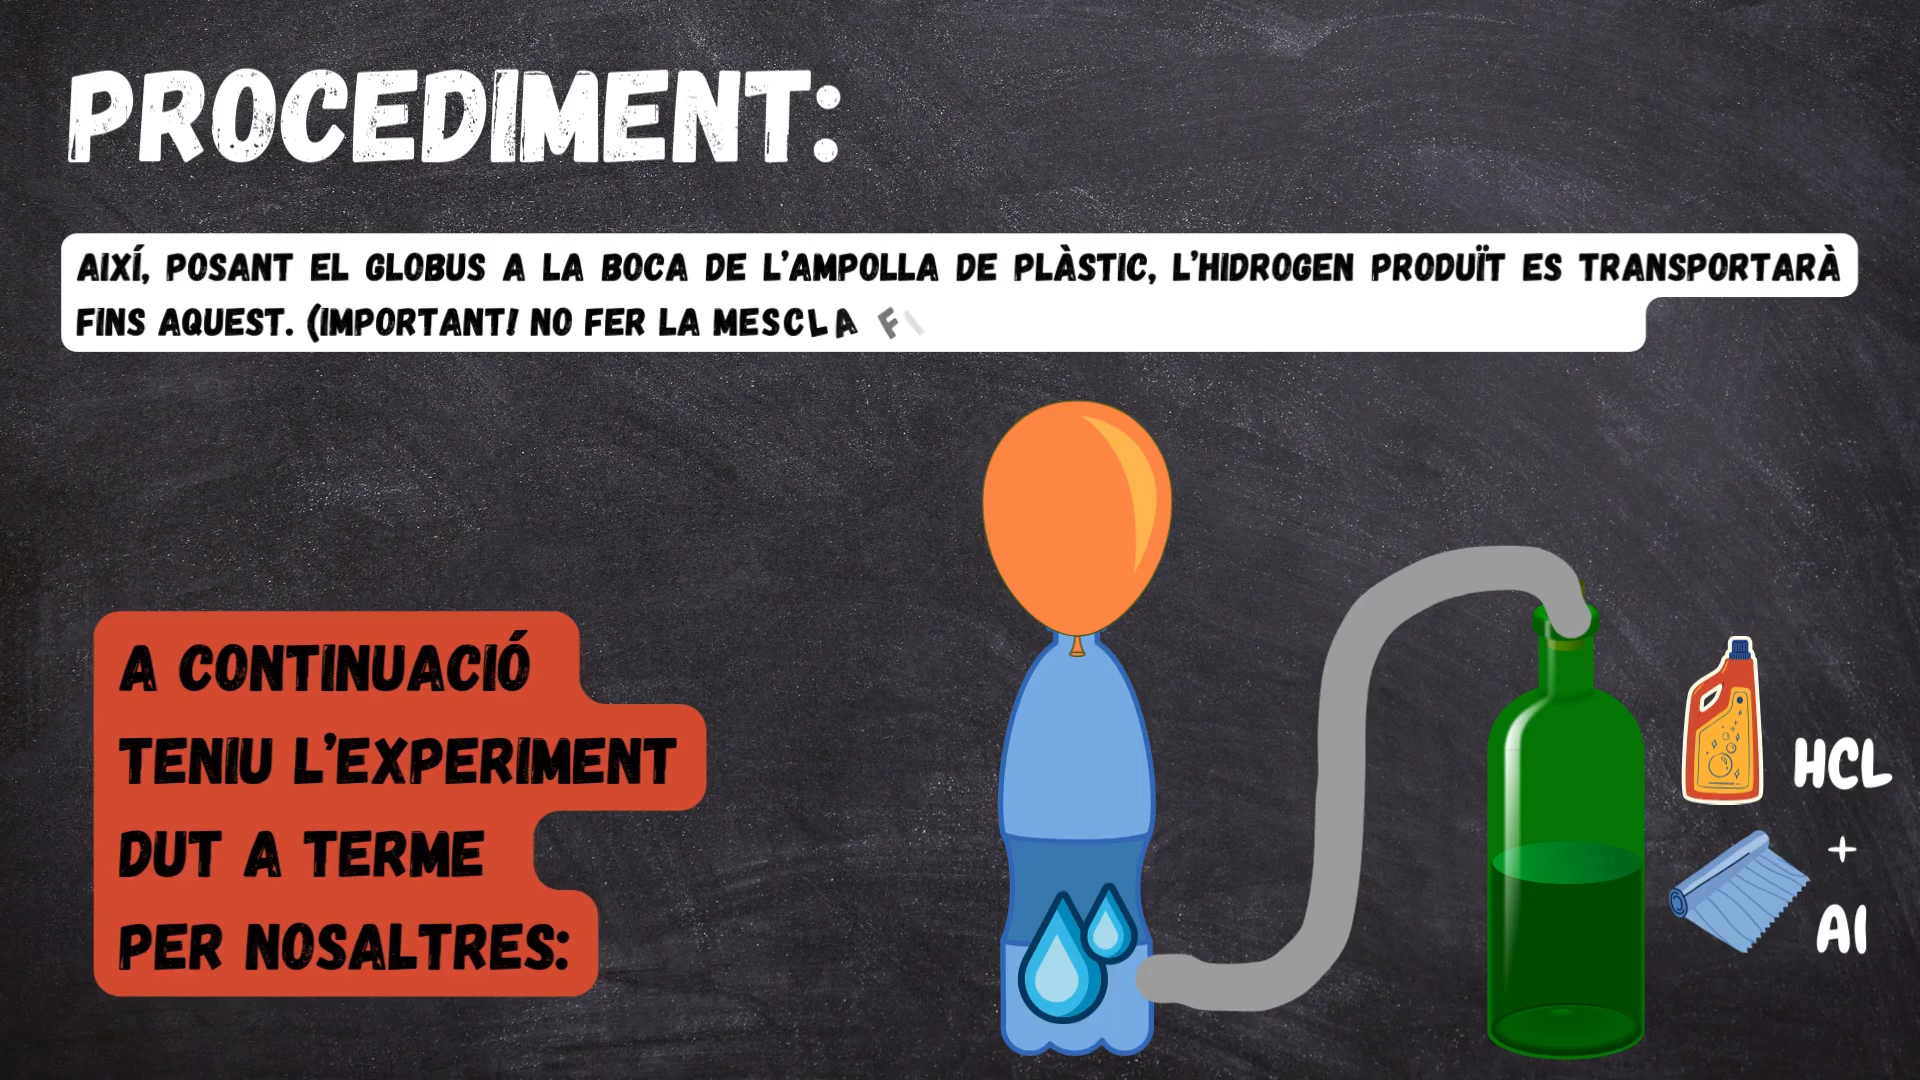 PROCEDIMENT:
AIXÍ, POSANT EL GLOBUS A LA BOCA DE L'AMPOLLA DE PLÀSTIC, L'HIDROGEN PRODUÏT ES TRANSPORTARÀ
FINS AQUEST. (IMPORTANT! NO FER LA MESCLA
A CONTINUACIÓ
TENIU L'EXPERIMENT
DUT A TERME
PER NOSALTRES:
HCL
+
Al